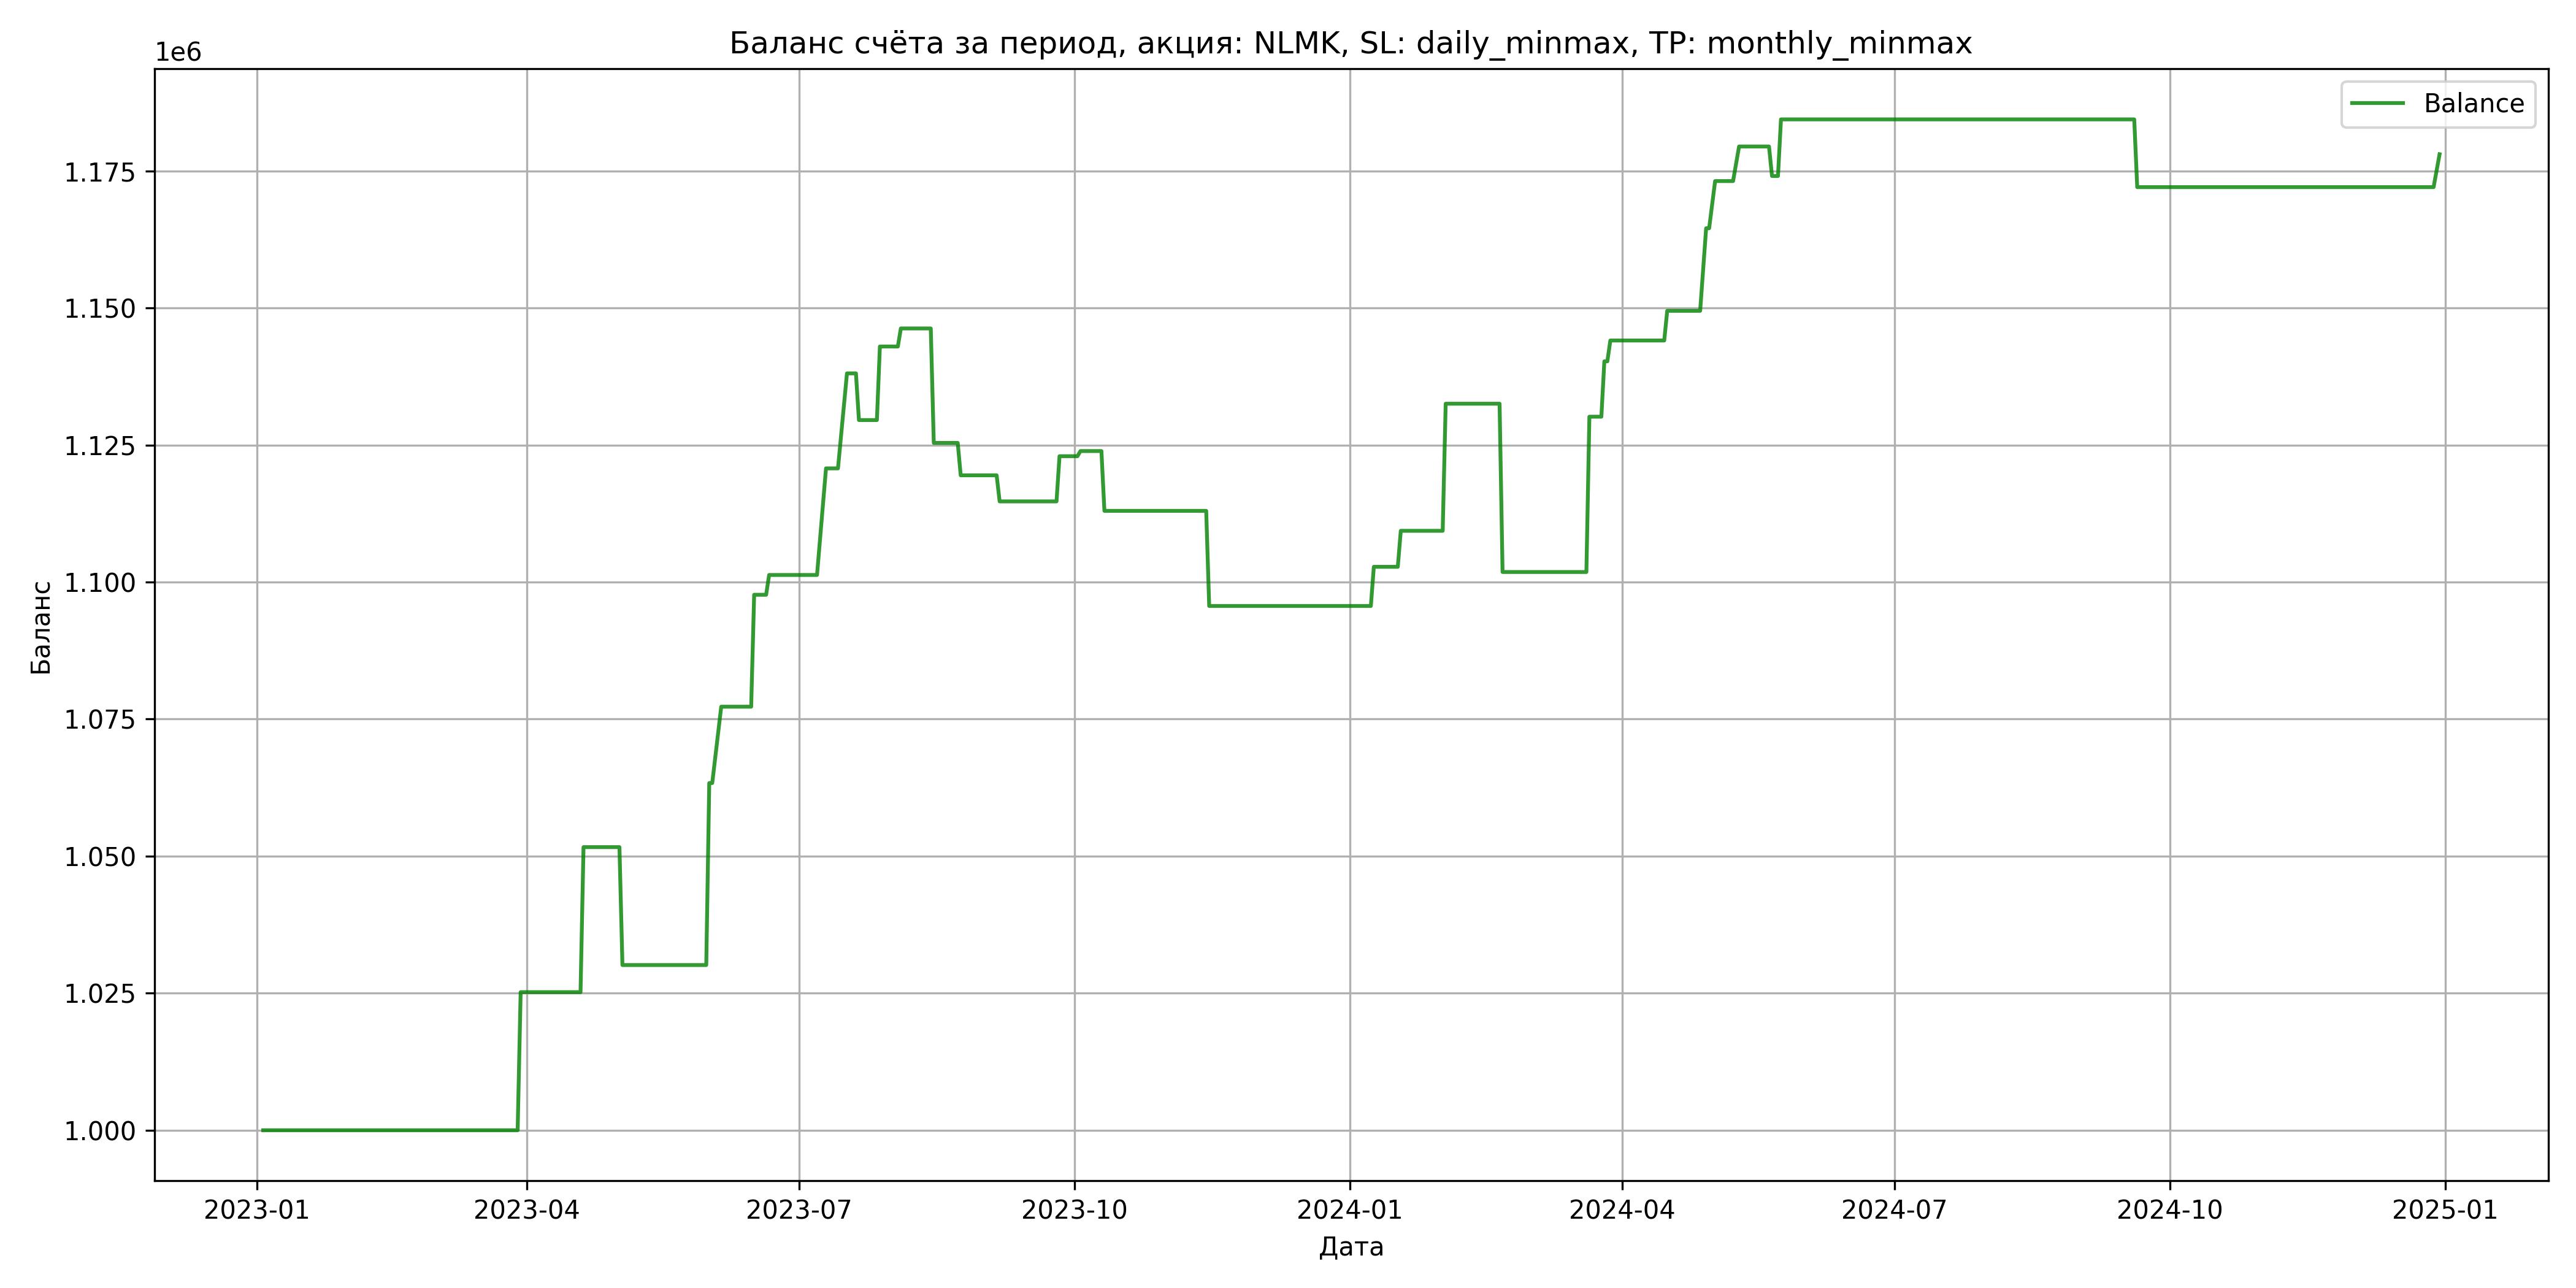 Баланс счёта за период, акция: NLMK, SL: daily_minmax, TP: monthly_minmax
1e6
Balance
1.175
1.150
1.125
1.100
1.075
1.050
1.025
1.000
Баланс
2023-01 2023-04 2023-07 2023-10 2024-01 2024-04 2024-07 2024-10 2025-01
Дата